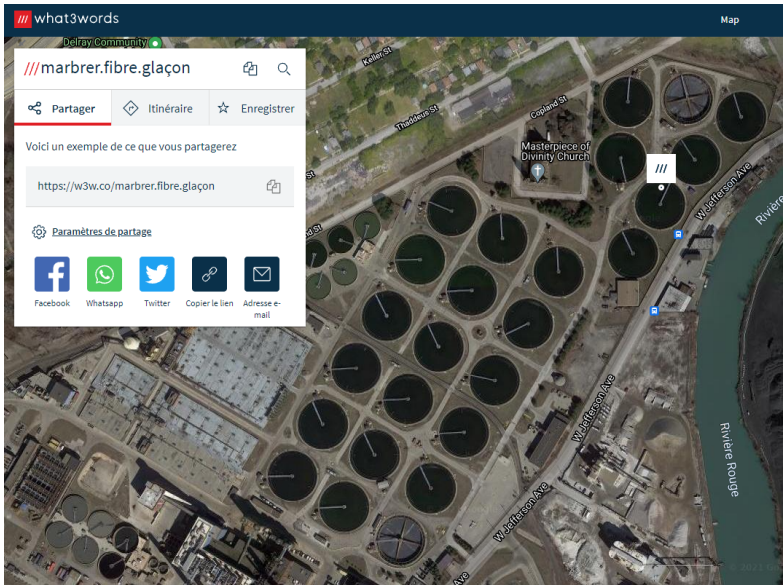 what3words
Map
Delray Community
///marbrer.fibre.glaçon
Partager
Itinéraire
Enregistrer
Voici un exemple de ce que vous partagerez
https://w3w.co/marbrer.fibre.glaçon
Paramètres de partage
Facebook
Whatsapp
Twitter
Copier le lien
Adresse e-
mail
Keller St
Thaddeus St
Copland St
Masterpiece of
Divinity Church
///
W Jefferson Ave
Rivière
W Jefferson Ave
Rivière Rouge
W Jefferson Ave
Ave